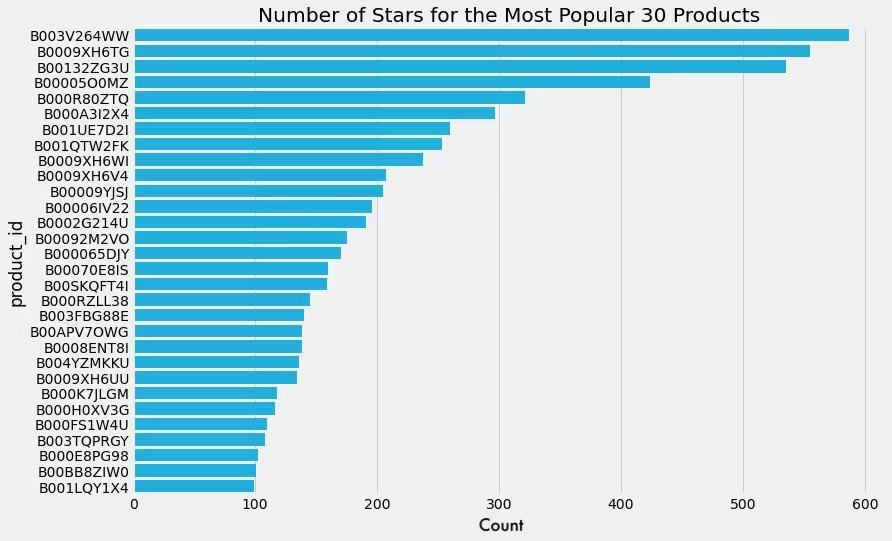 Number of Stars for the Most Popular 30 Products
product_id
B003V264WW
B0009XH6TG
B00132ZG3U
B00005O0MZ
B000R80ZTQ
B000A3I2X4
B001UE7D2I
B001QTW2FK
B0009XH6WI
B0009XH6V4
B00009YJSJ
B00006IV22
B0002G214U
B00092M2VO
B000065DJY
B00070E8IS
B00SKQFT4I
B000RZLL38
B003FBG88E
B00APV7OWG
B0008ENT8I
B004YZMKKU
B0009XH6UU
B000K7JLGM
B000H0XV3G
B000FS1W4U
B003TQPRGY
B000E8PG98
B00BB8ZIW0
B001LQY1X4
0 100 200 300 400 500 600
Count